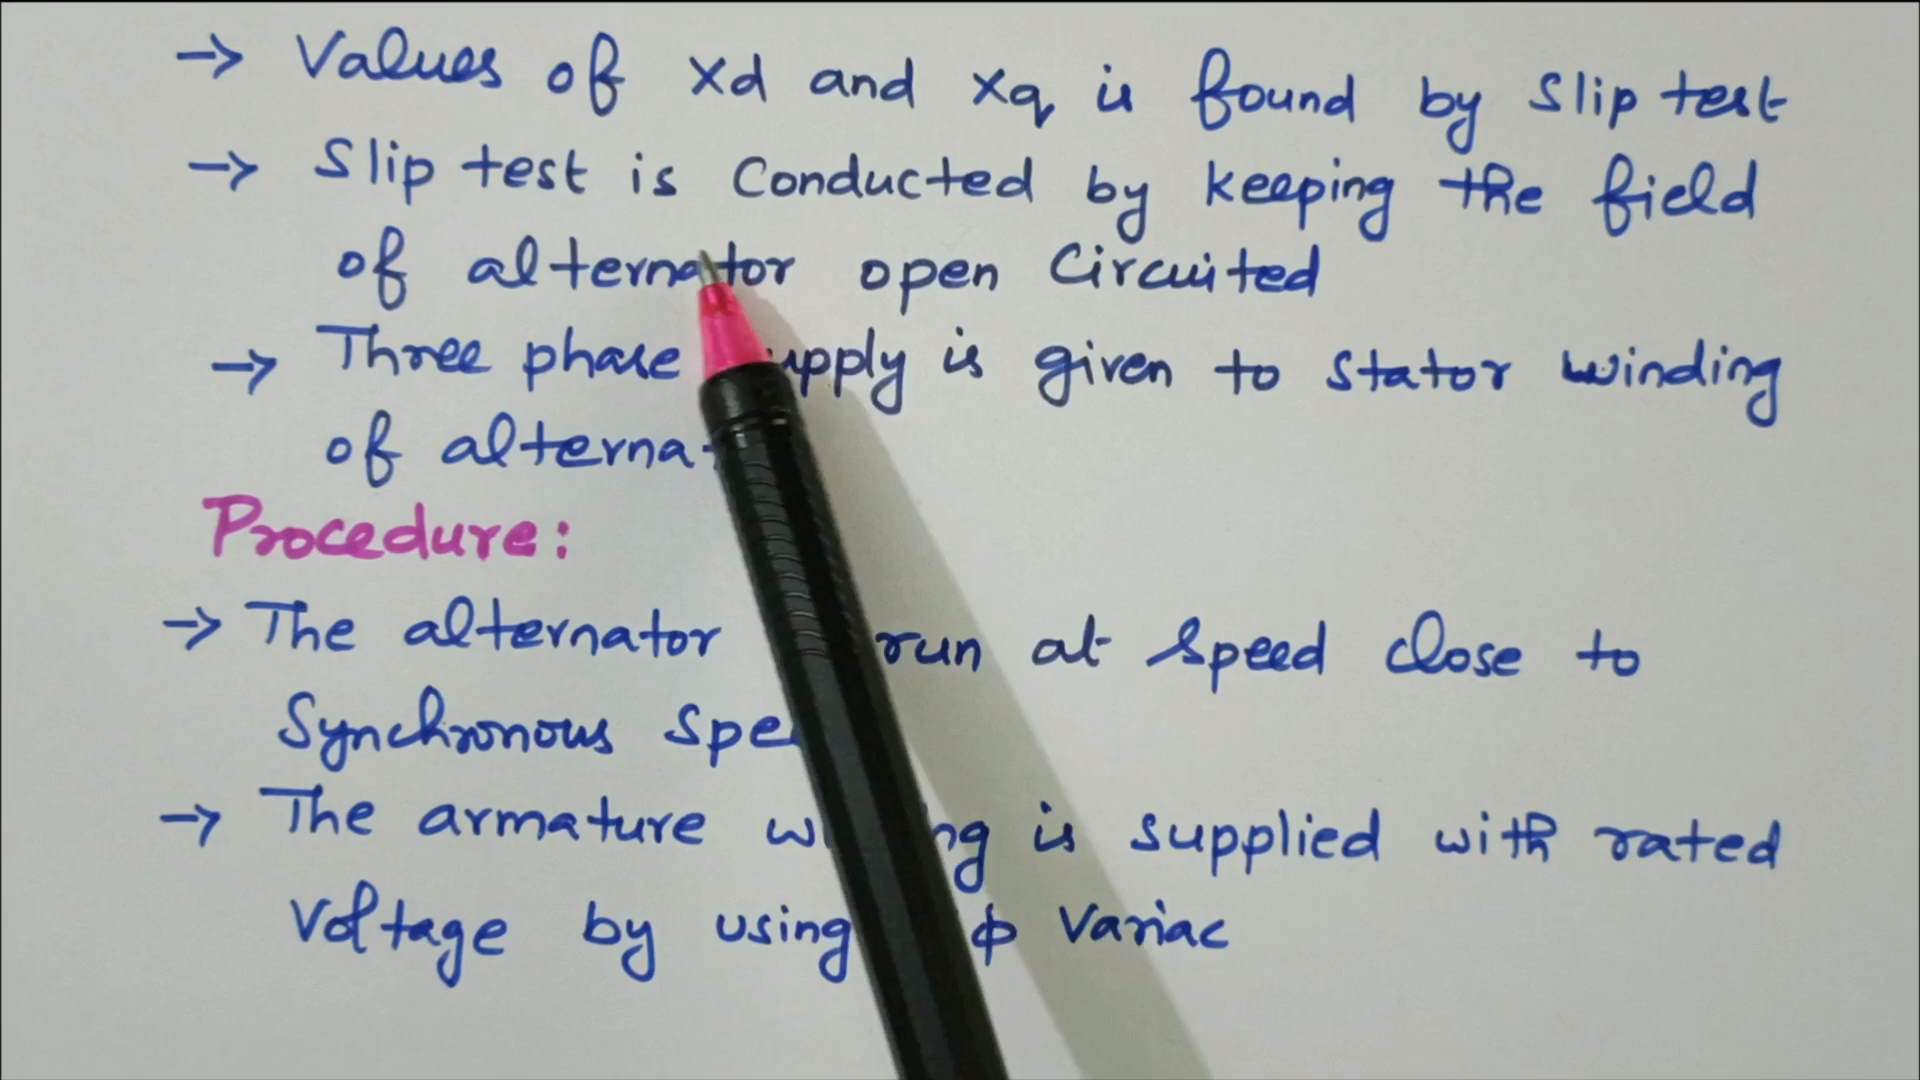 → Values of Xd and Xq is found by Slip test
→ Slip test is Conducted by keeping the field
of alternator open Circuited
→ Three phase upply is given to stator winding
of alterna
Procedure:
→ The alternator run at speed close to
Synchronous Spe
→ The armature w ng is supplied with rated
Voltage by using ϕ Variac